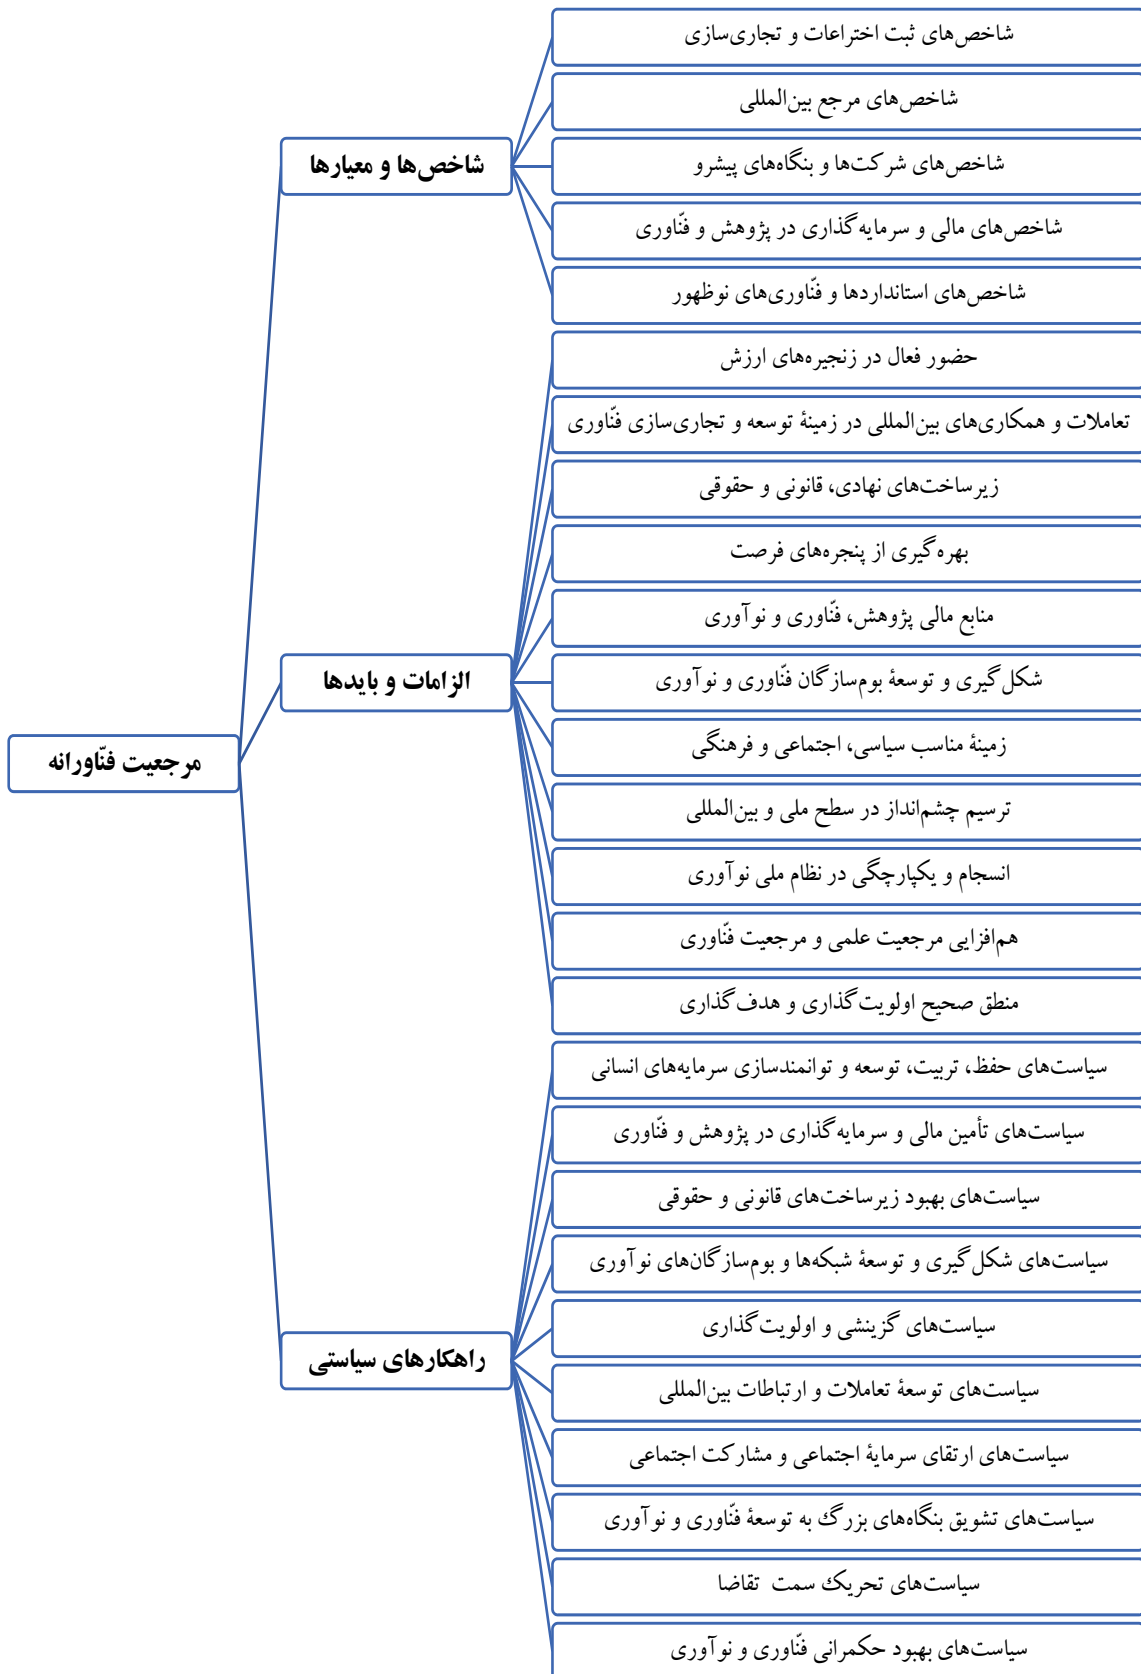 مرجعیت فنّاورانه
شاخص‌ها و معیارها
شاخص‌های ثبت اختراعات و تجاری‌سازی
شاخص‌های مرجع بین‌المللی
شاخص‌های شرکت‌ها و بنگاه‌های پیشرو
شاخص‌های مالی و سرمایه‌گذاری در پژوهش و فنّاوری
شاخص‌های استانداردها و فنّاوری‌های نوظهور
الزامات و بایدها
حضور فعال در زنجیره‌های ارزش
تعاملات و همکاری‌های بین‌المللی در زمینۀ توسعه و تجاری‌سازی فنّاوری
زیرساخت‌های نهادی، قانونی و حقوقی
بهره‌گیری از پنجره‌های فرصت
منابع مالی پژوهش، فنّاوری و نوآوری
شکل‌گیری و توسعۀ بوم‌سازگان فنّاوری و نوآوری
زمینۀ مناسب سیاسی، اجتماعی و فرهنگی
ترسیم چشم‌انداز در سطح ملی و بین‌المللی
انسجام و یکپارچگی در نظام ملی نوآوری
هم‌افزایی مرجعیت علمی و مرجعیت فنّاوری
منطق صحیح اولویت‌گذاری و هدف‌گذاری
راهکارهای سیاستی
سیاست‌های حفظ، تربیت، توسعه و توانمندسازی سرمایه‌های انسانی
سیاست‌های تأمین مالی و سرمایه‌گذاری در پژوهش و فنّاوری
سیاست‌های بهبود زیرساخت‌های قانونی و حقوقی
سیاست‌های شکل‌گیری و توسعۀ شبکه‌ها و بوم‌سازگان‌های نوآوری
سیاست‌های گزینشی و اولویت‌گذاری
سیاست‌های توسعۀ تعاملات و ارتباطات بین‌المللی
سیاست‌های ارتقای سرمایۀ اجتماعی و مشارکت اجتماعی
سیاست‌های تشویق بنگاه‌های بزرگ به توسعۀ فنّاوری و نوآوری
سیاست‌های تحریک سمت تقاضا
سیاست‌های بهبود حکمرانی فنّاوری و نوآوری